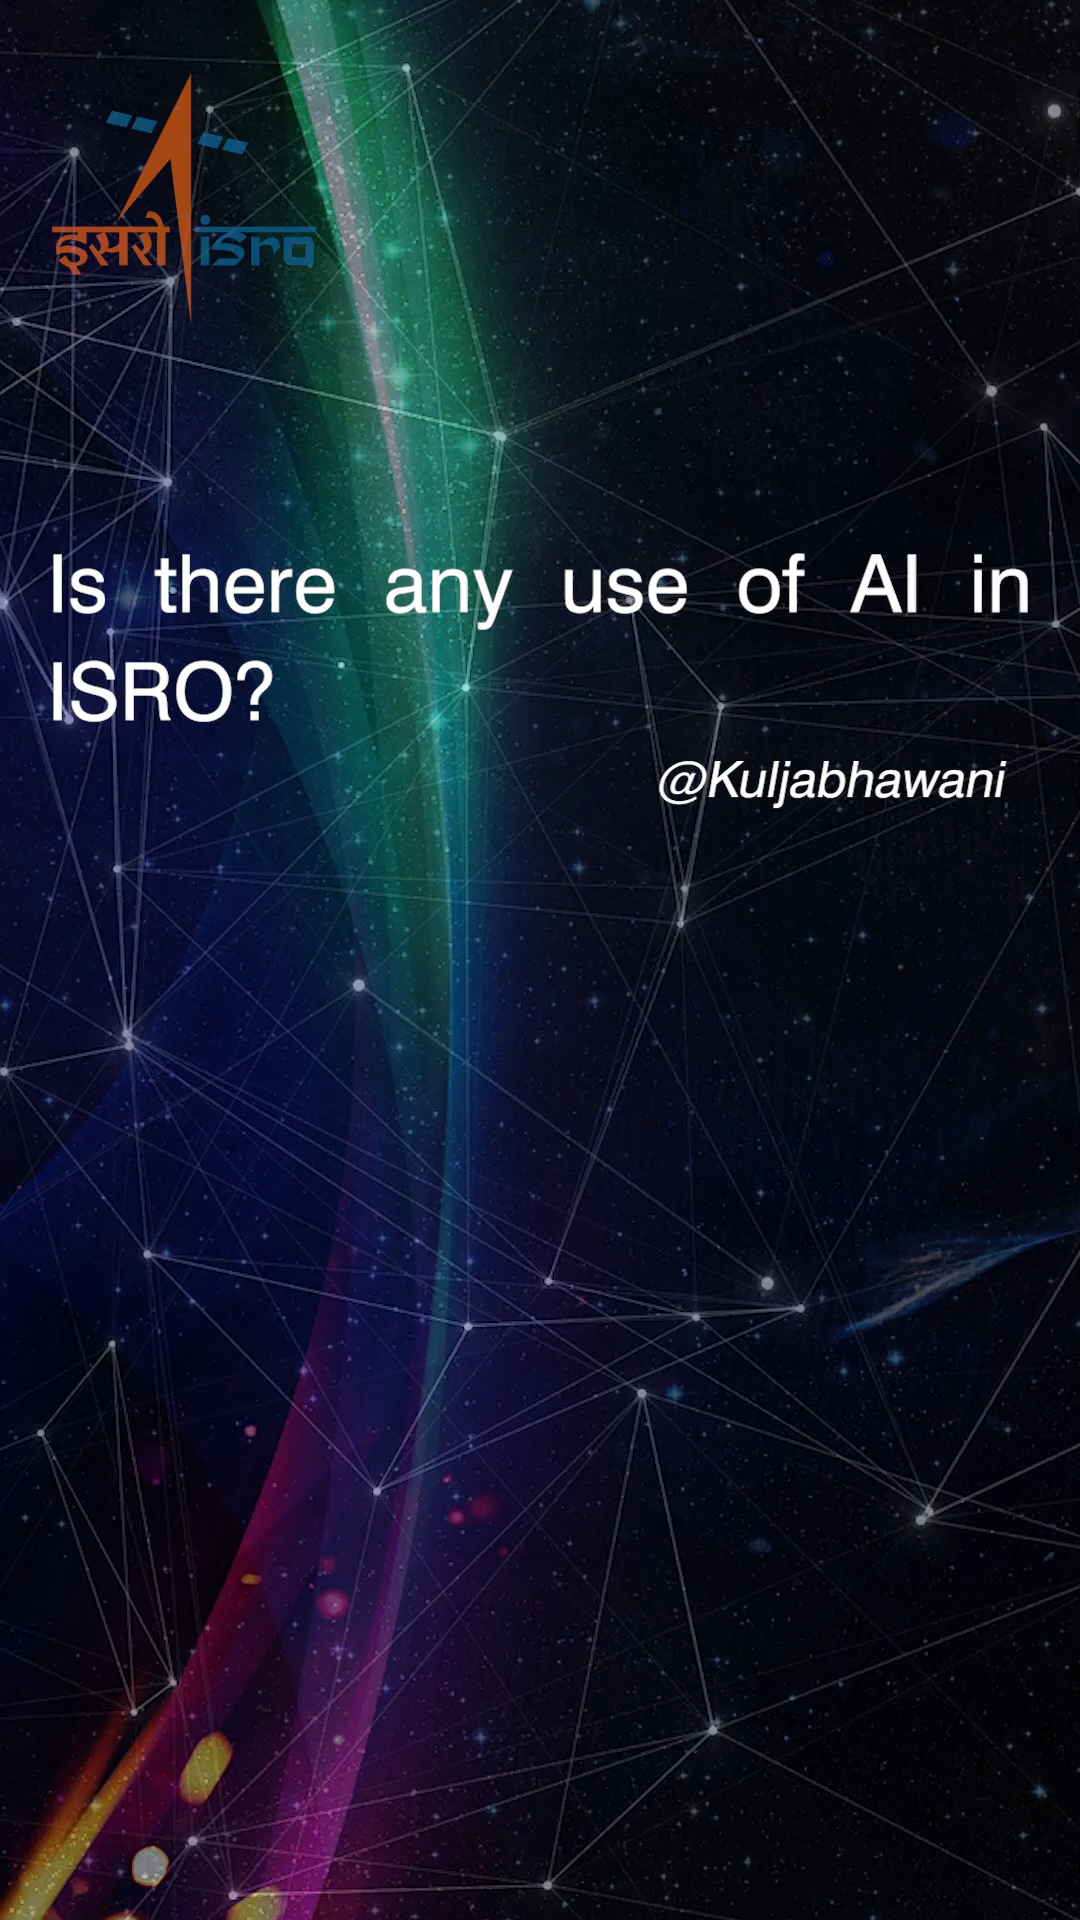 इसरो isro
Is there any use of AI in
ISRO?
@Kuljabhawani